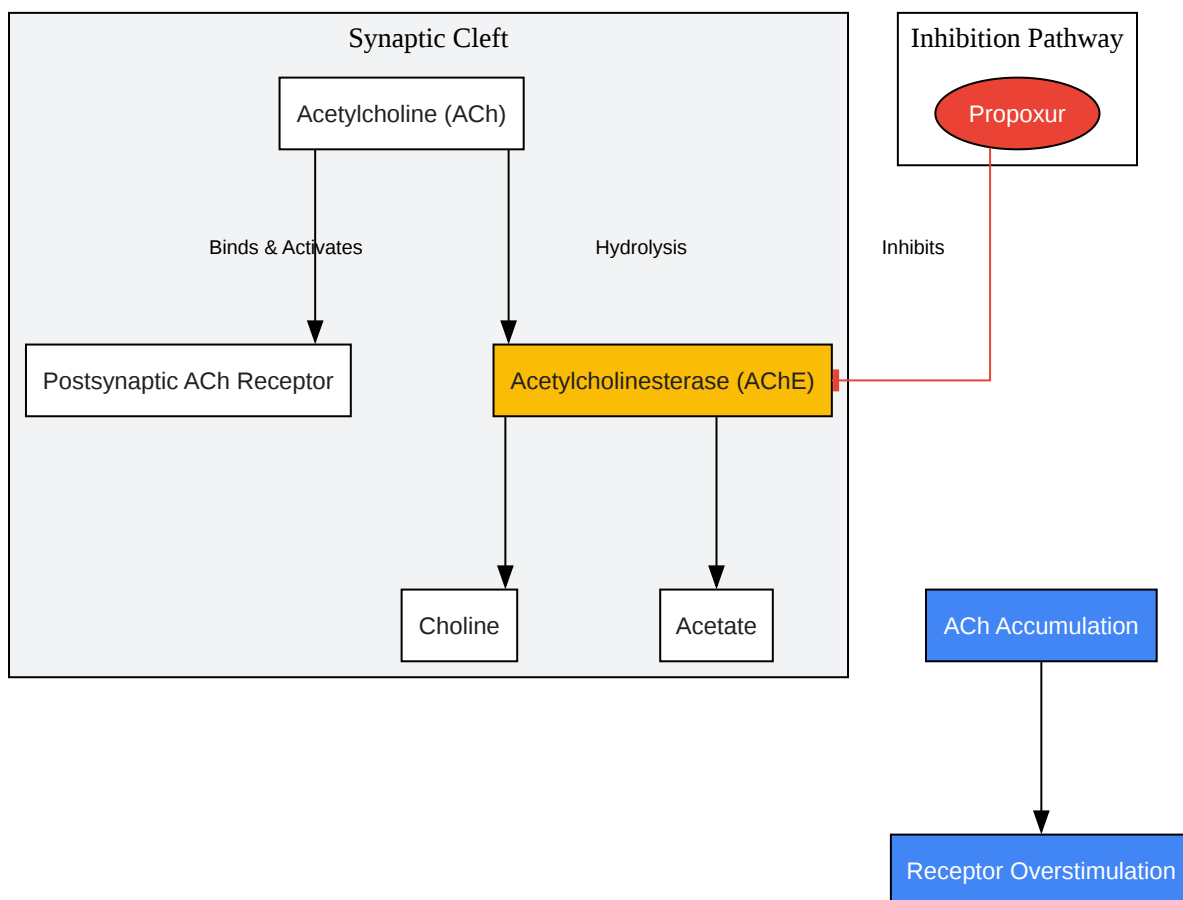 Synaptic Cleft
Inhibition Pathway
Acetylcholine (ACh)
Propoxur
Binds & Activates
Hydrolysis
Inhibits
Postsynaptic ACh Receptor
Acetylcholinesterase (AChE)
Choline
Acetate
ACh Accumulation
Receptor Overstimulation